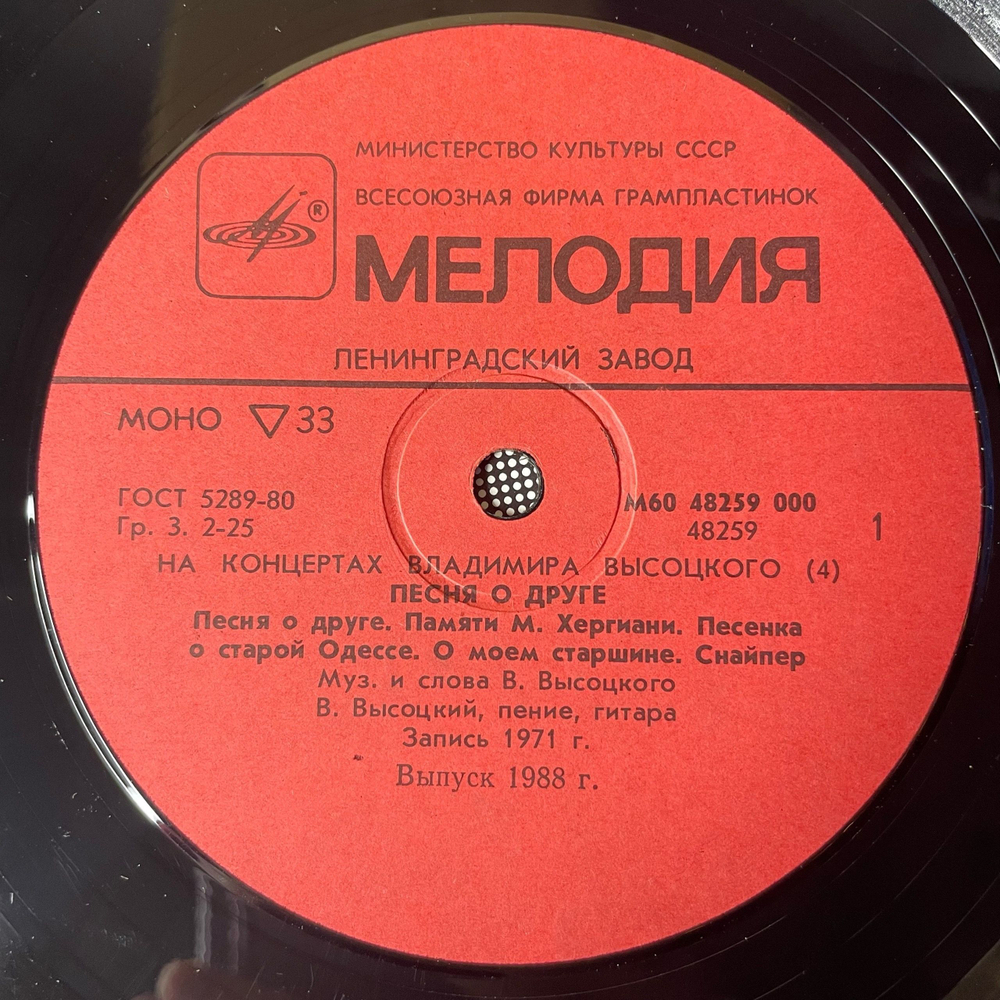 МИНИСТЕРСТВО КУЛЬТУРЫ СССР
ВСЕСОЮЗНАЯ ФИРМА ГРАМПЛАСТИНОК
®
МЕЛОДИЯ
ЛЕНИНГРАДСКИЙ ЗАВОД
МОНО ▽33
ГОСТ 5289-80
Гр. 3. 2-25
М60 48259 000
48259
1
НА КОНЦЕРТАХ ВЛАДИМИРА ВЫСОЦКОГО (4)
ПЕСНЯ О ДРУГЕ
Песня о друге. Памяти М. Хергиани. Песенка
о старой Одессе. О моем старшине. Снайпер
Муз. и слова В. Высоцкого
В. Высоцкий, пение, гитара
Запись 1971 г.
Выпуск 1988 г.